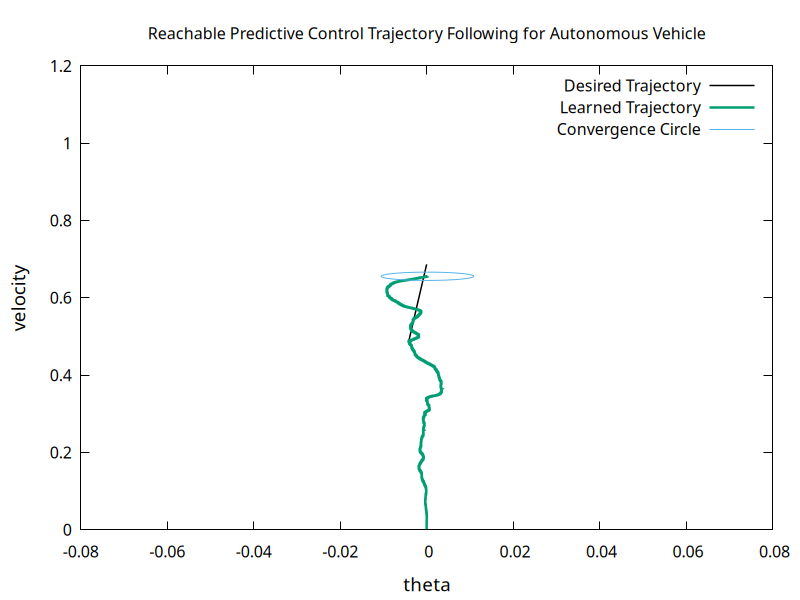 Reachable Predictive Control Trajectory Following for Autonomous Vehicle
1.2
1
0.8
0.6
0.4
0.2
0
-0.08
-0.06
-0.04
-0.02
0
0.02
0.04
0.06
0.08
velocity
theta
Desired Trajectory
Learned Trajectory
Convergence Circle